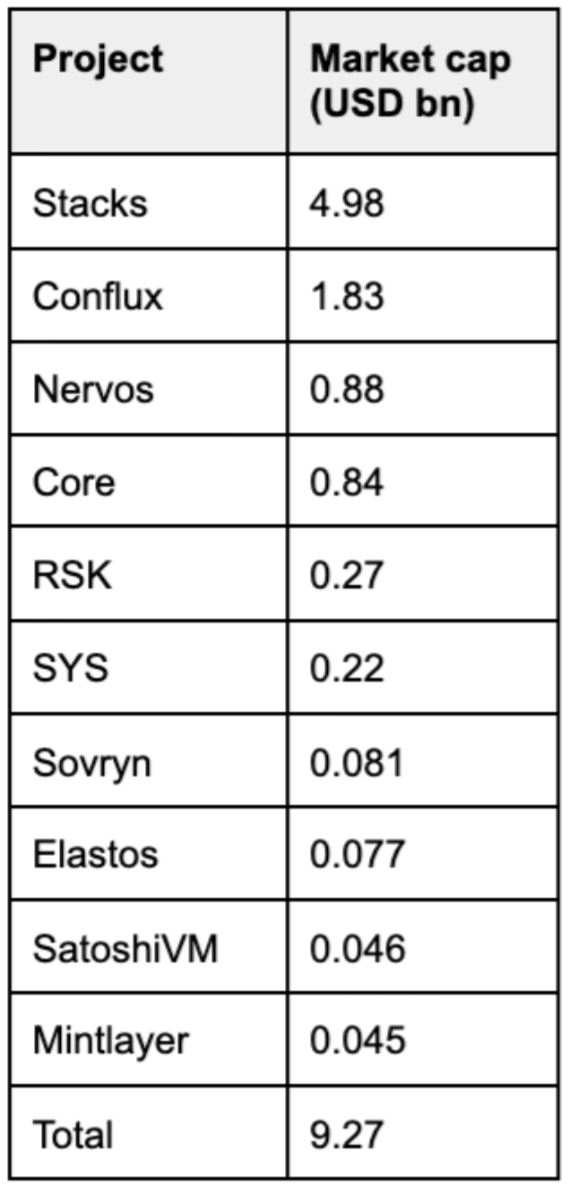 Project Market cap
(USD bn)
Stacks 4.98
Conflux 1.83
Nervos 0.88
Core 0.84
RSK 0.27
SYS 0.22
Sovryn 0.081
Elastos 0.077
SatoshiVM 0.046
Mintlayer 0.045
Total 9.27